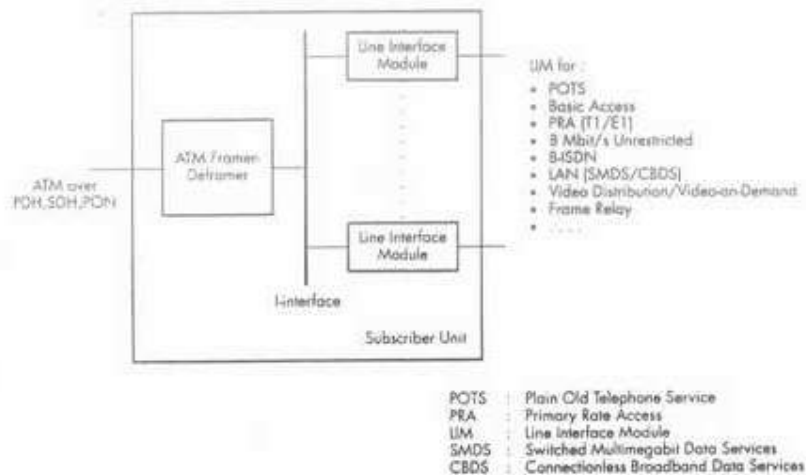 Line Interface
Module
LIM for :
• POTS
• Basic Access
• PRA (T1/E1)
• 8 Mbit/s Unrestricted
• B-ISDN
• LAN (SMDS/CBDS)
• Video Distribution/Video-on-Demand
• Frame Relay
• . . . .
ATM Framer-
Deframer
ATM over
PDH,SDH,PON
Line Interface
Module
I-interface
Subscriber Unit
POTS : Plain Old Telephone Service
PRA : Primary Rate Access
LIM : Line Interface Module
SMDS : Switched Multimegabit Data Services
CBDS : Connectionless Broadband Data Services